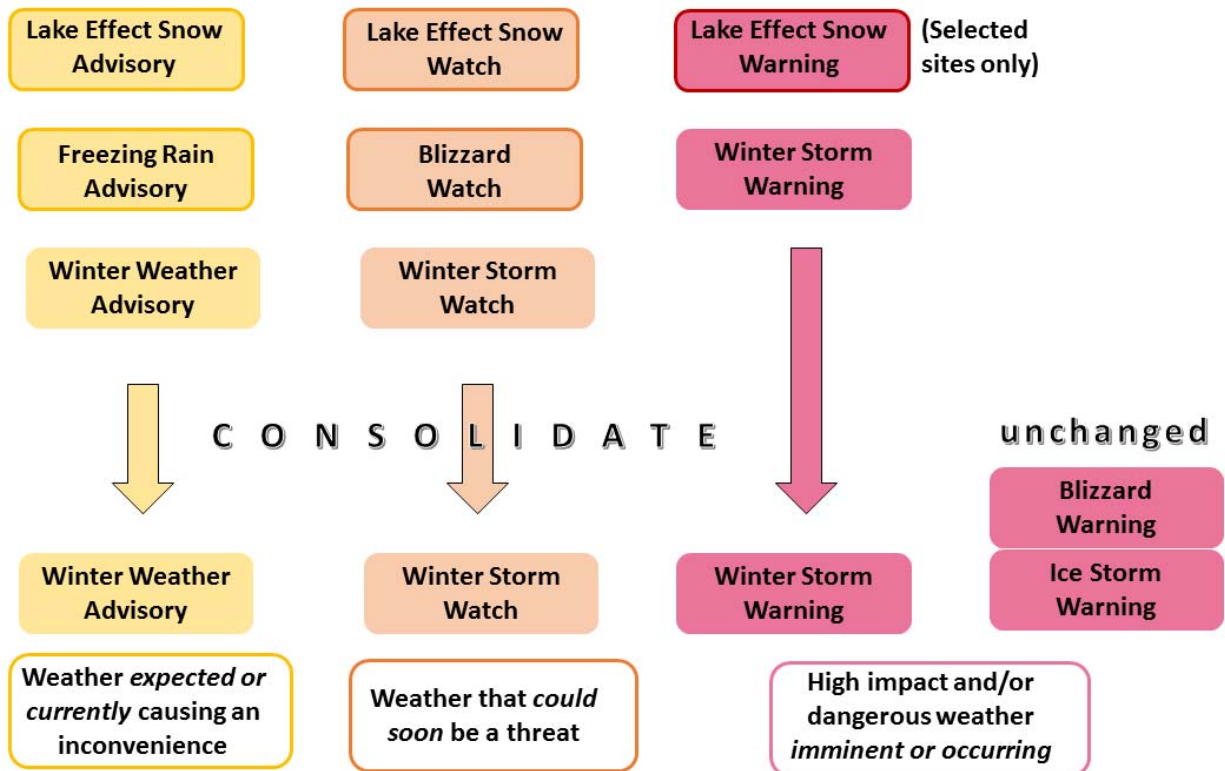 Lake Effect Snow
Advisory
Lake Effect Snow
Watch
Lake Effect Snow
Warning
(Selected
sites only)
Freezing Rain
Advisory
Blizzard
Watch
Winter Storm
Warning
Winter Weather
Advisory
Winter Storm
Watch
CONSOLIDATE
unchanged
Blizzard
Warning
Winter Weather
Advisory
Winter Storm
Watch
Winter Storm
Warning
Ice Storm
Warning
Weather expected or
currently causing an
inconvenience
Weather that could
soon be a threat
High impact and/or
dangerous weather
imminent or occurring